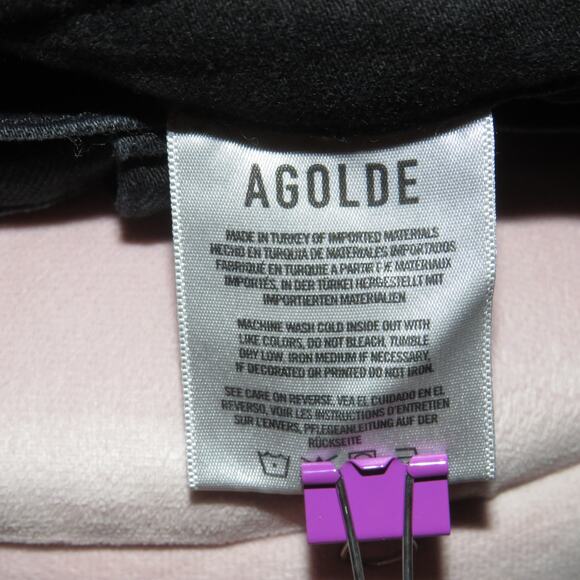 AGOLDE
MADE IN TURKEY OF IMPORTED MATERIALS
HECHO EN TURQUIA DE MATERIALES IMPORTADOS
FABRIQUÉ EN TURQUIE A PARTIR DE MATÉRIAUX
IMPORTÉS, IN DER TÜRKEI HERGESTELLT MIT
IMPORTIERTEN MATERIALIEN
MACHINE WASH COLD INSIDE OUT WITH
LIKE COLORS, DO NOT BLEACH, TUMBLE
DRY LOW, IRON MEDIUM IF NECESSARY,
IF DECORATED OR PRINTED DO NOT IRON.
SEE CARE ON REVERSE, VEA EL CUIDADO EN EL
REVERSO, VOIR LES INSTRUCTIONS D'ENTRETIEN
SUR L'ENVERS, PFLEGEANLEITUNG AUF DER
RÜCKSEITE